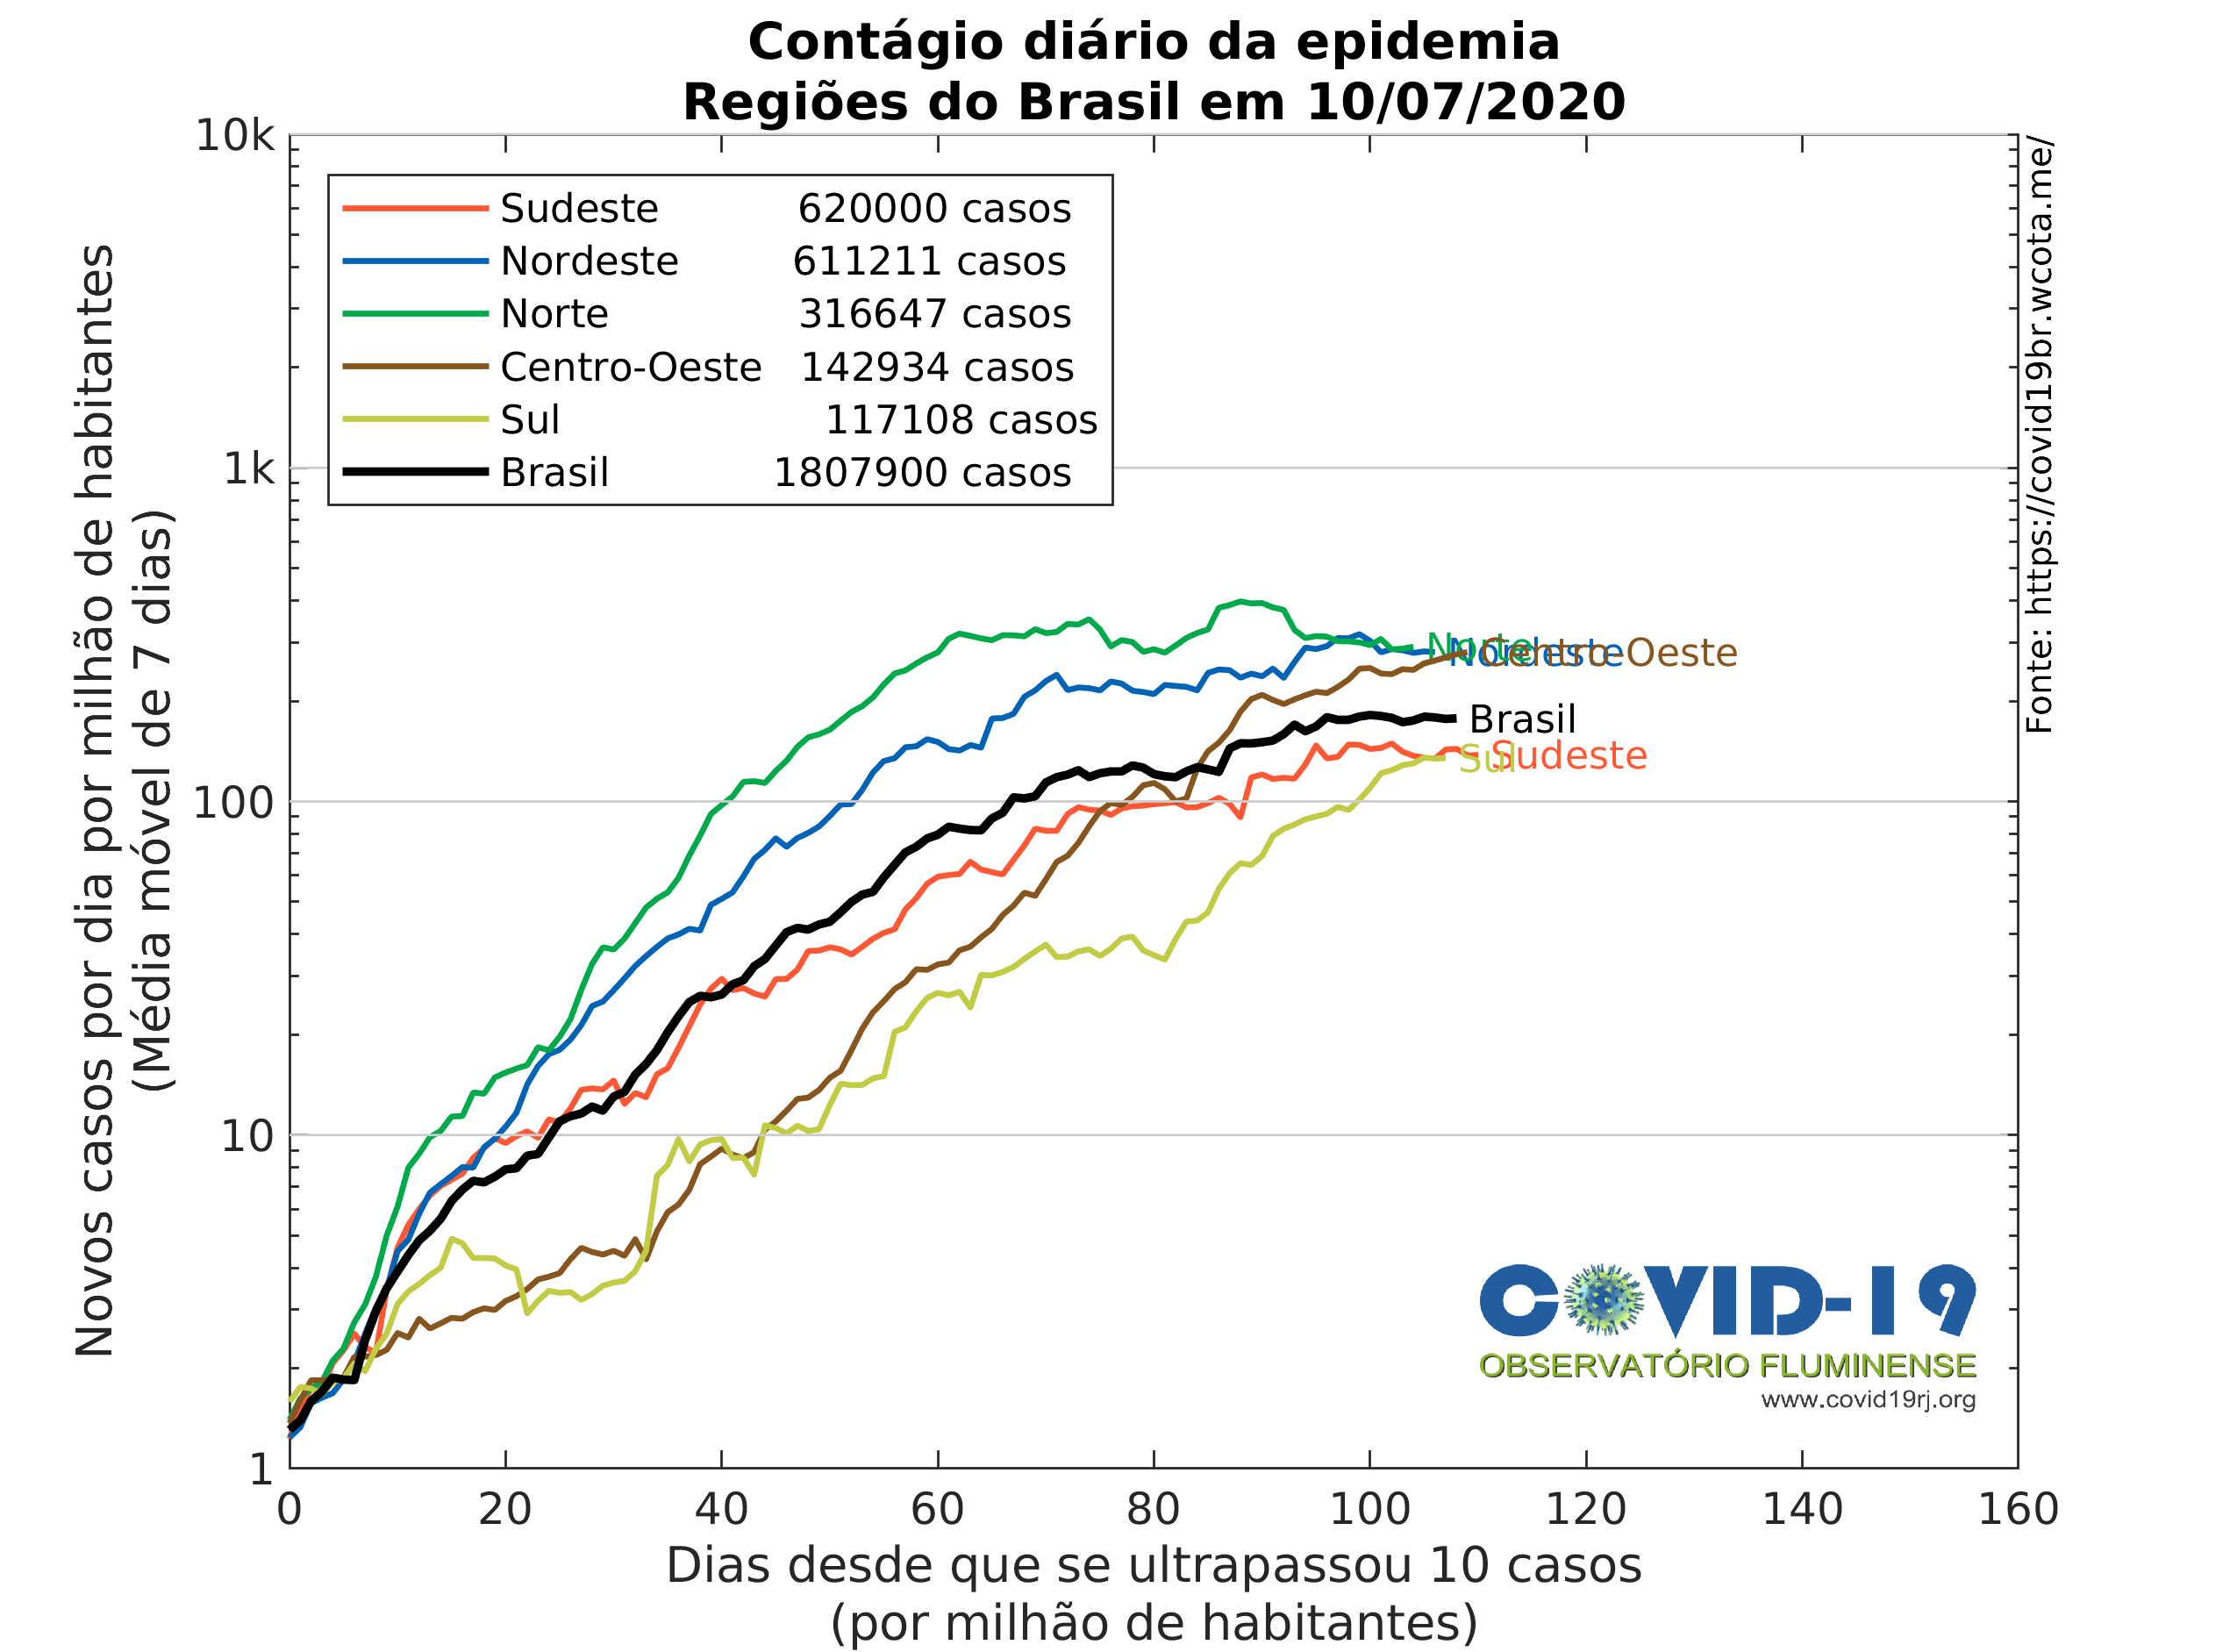 Contágio diário da epidemia
Regiões do Brasil em 10/07/2020
Novos casos por dia por milhão de habitantes
(Média móvel de 7 dias)
10k
1k
100
10
1
Sudeste 620000 casos
Nordeste 611211 casos
Norte 316647 casos
Centro-Oeste 142934 casos
Sul 117108 casos
Brasil 1807900 casos
Fonte: https://covid19br.wcota.me/
Norte
Nordeste
Centro-Oeste
Brasil
Sul
Sudeste
COVID-19
OBSERVATÓRIO FLUMINENSE
www.covid19rj.org
0 20 40 60 80 100 120 140 160
Dias desde que se ultrapassou 10 casos
(por milhão de habitantes)